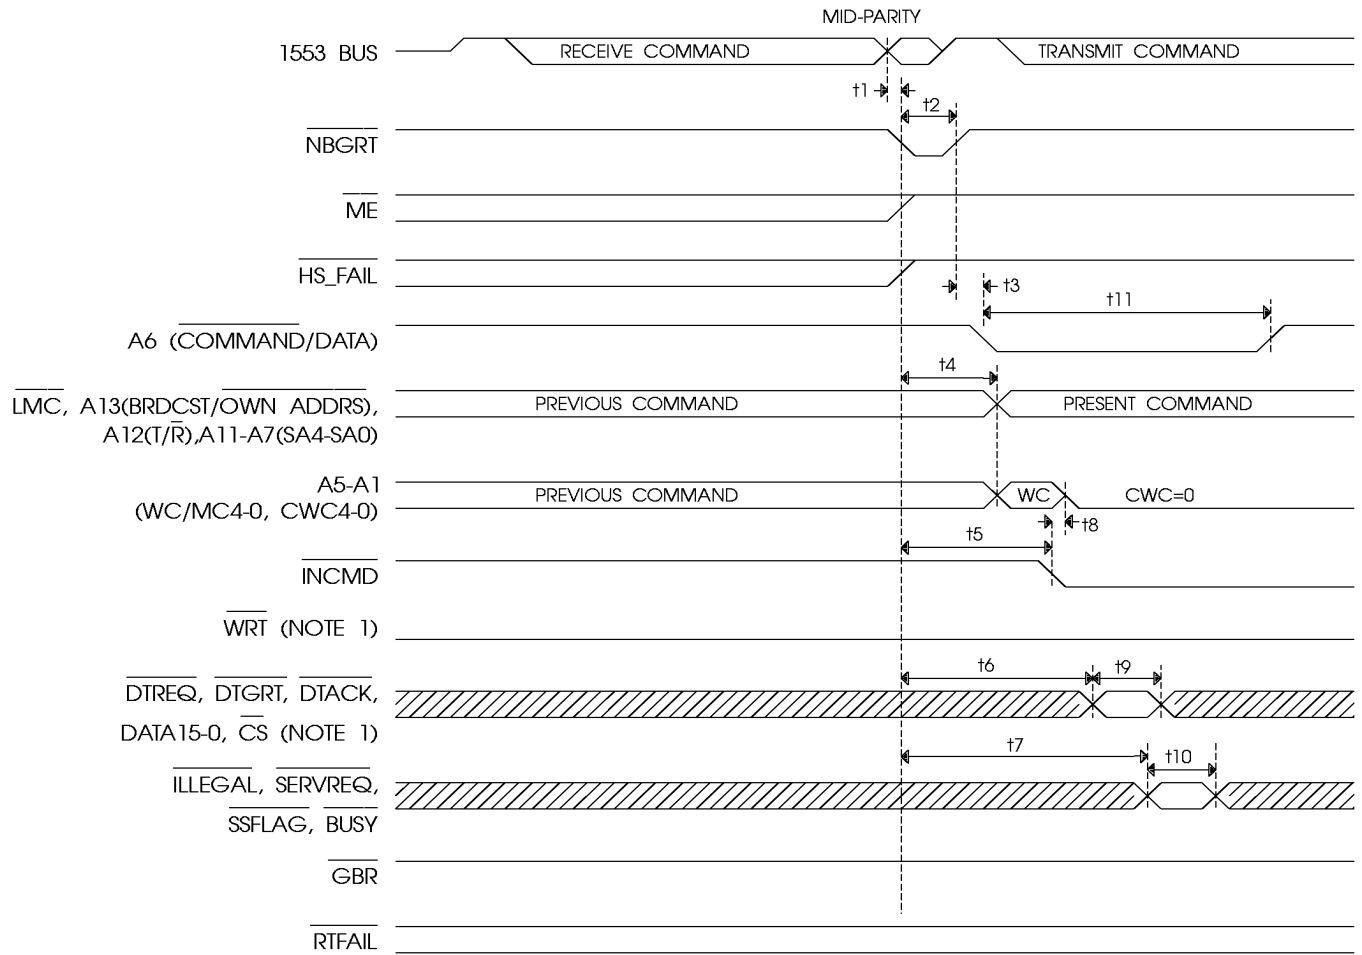 MID-PARITY
1553 BUS
RECEIVE COMMAND
TRANSMIT COMMAND
t1
t2
NBGRT
ME
HS_FAIL
t3
t11
A6 (COMMAND/DATA)
t4
LMC, A13(BRDCST/OWN ADDRS),
A12(T/R),A11-A7(SA4-SA0)
PREVIOUS COMMAND
PRESENT COMMAND
A5-A1
(WC/MC4-0, CWC4-0)
PREVIOUS COMMAND
WC
CWC=0
t8
t5
INCMD
WRT (NOTE 1)
t6
t9
DTREQ, DTGRT, DTACK,
DATA15-0, CS (NOTE 1)
t7
t10
ILLEGAL, SERVREQ,
SSFLAG, BUSY
GBR
RTFAIL